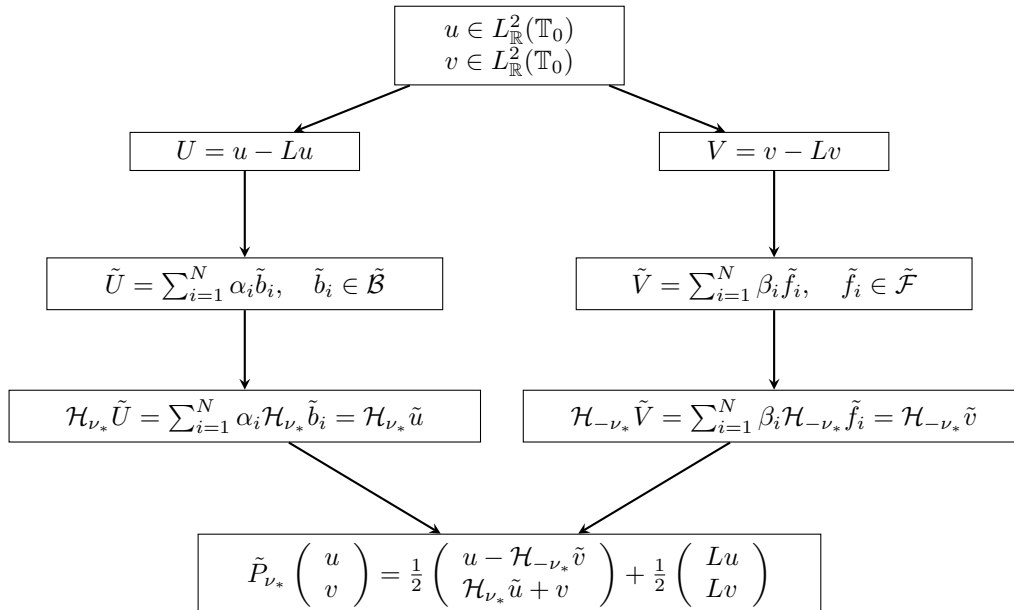 u ∈ L²_ℝ(𝕋₀)
v ∈ L²_ℝ(𝕋₀)
U = u − Lu
V = v − Lv
Ũ = ∑_{i=1}^{N} α_i b̃_i, b̃_i ∈ ℬ̃
Ṽ = ∑_{i=1}^{N} β_i f̃_i, f̃_i ∈ ℱ̃
ℋ_{ν_*} Ũ = ∑_{i=1}^{N} α_i ℋ_{ν_*} b̃_i = ℋ_{ν_*} ũ
ℋ_{−ν_*} Ṽ = ∑_{i=1}^{N} β_i ℋ_{−ν_*} f̃_i = ℋ_{−ν_*} ṽ
P̃_{ν_*} ( u v ) = ½ ( u − ℋ_{−ν_*} ṽ ℋ_{ν_*} ũ + v ) + ½ ( Lu Lv )